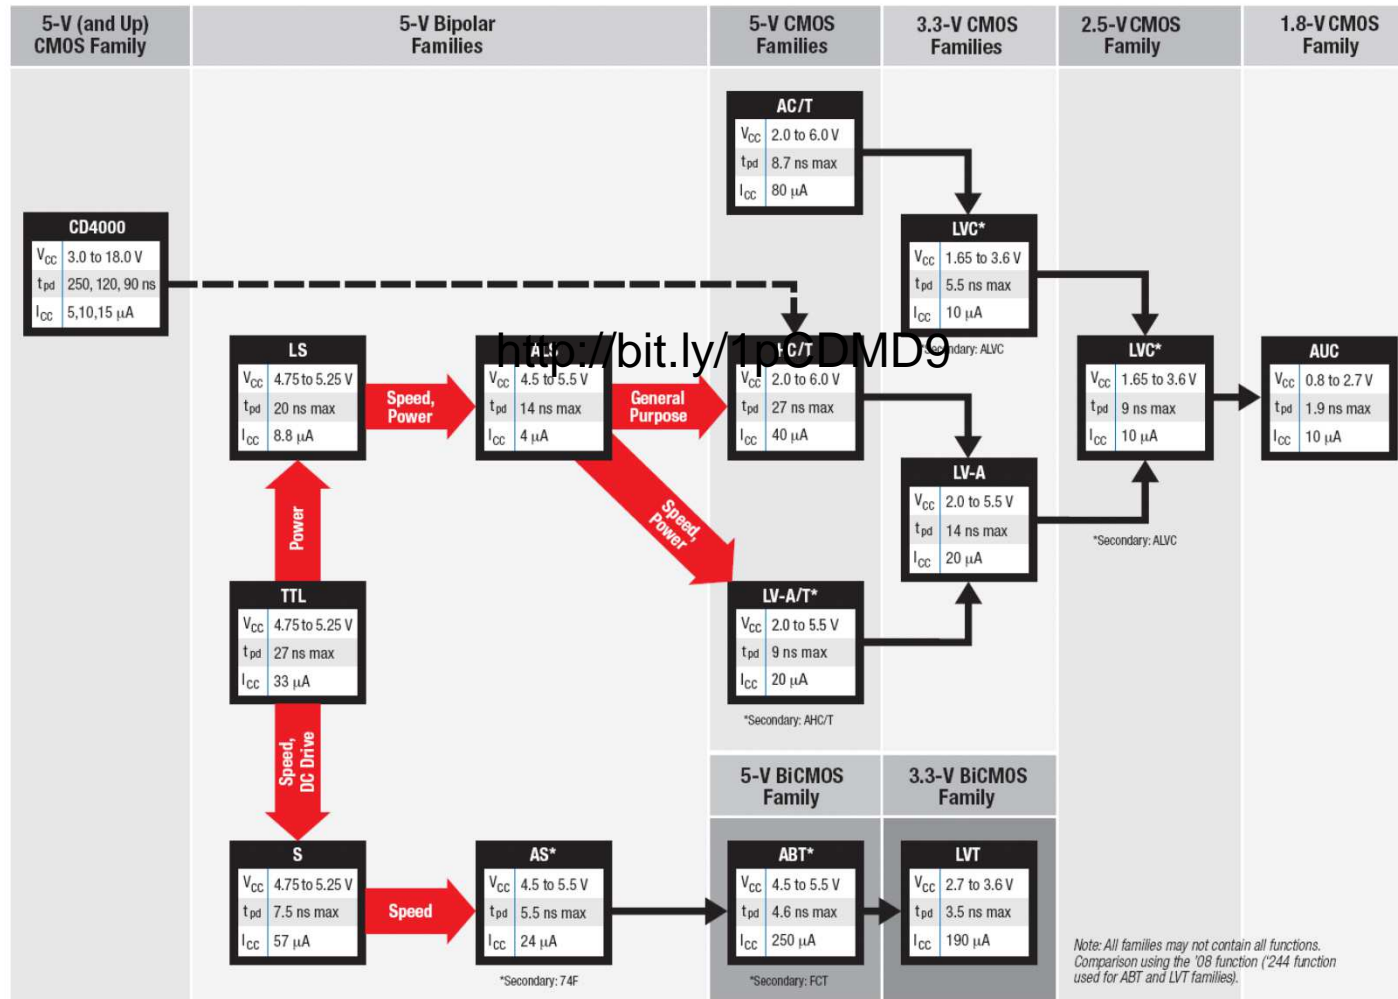 5-V (and Up)
CMOS Family
5-V Bipolar
Families
5-V CMOS
Families
3.3-V CMOS
Families
2.5-V CMOS
Family
1.8-V CMOS
Family
AC/T
VCC 2.0 to 6.0 V
tpd 8.7 ns max
ICC 80 µA
CD4000
VCC 3.0 to 18.0 V
tpd 250, 120, 90 ns
ICC 5,10,15 µA
LVC*
VCC 1.65 to 3.6 V
tpd 5.5 ns max
ICC 10 µA
*Secondary: ALVC
http://bit.ly/1pCDMD9
LS
VCC 4.75 to 5.25 V
tpd 20 ns max
ICC 8.8 µA
Speed,
Power
ALS
VCC 4.5 to 5.5 V
tpd 14 ns max
ICC 4 µA
General
Purpose
HC/T
VCC 2.0 to 6.0 V
tpd 27 ns max
ICC 40 µA
LVC*
VCC 1.65 to 3.6 V
tpd 9 ns max
ICC 10 µA
*Secondary: ALVC
AUC
VCC 0.8 to 2.7 V
tpd 1.9 ns max
ICC 10 µA
Power
Speed,
Power
LV-A
VCC 2.0 to 5.5 V
tpd 14 ns max
ICC 20 µA
TTL
VCC 4.75 to 5.25 V
tpd 27 ns max
ICC 33 µA
LV-A/T*
VCC 2.0 to 5.5 V
tpd 9 ns max
ICC 20 µA
*Secondary: AHC/T
Speed,
DC Drive
5-V BiCMOS
Family
3.3-V BiCMOS
Family
S
VCC 4.75 to 5.25 V
tpd 7.5 ns max
ICC 57 µA
Speed
AS*
VCC 4.5 to 5.5 V
tpd 5.5 ns max
ICC 24 µA
*Secondary: 74F
ABT*
VCC 4.5 to 5.5 V
tpd 4.6 ns max
ICC 250 µA
*Secondary: FCT
LVT
VCC 2.7 to 3.6 V
tpd 3.5 ns max
ICC 190 µA
Note: All families may not contain all functions.
Comparison using the '08 function ('244 function
used for ABT and LVT families).